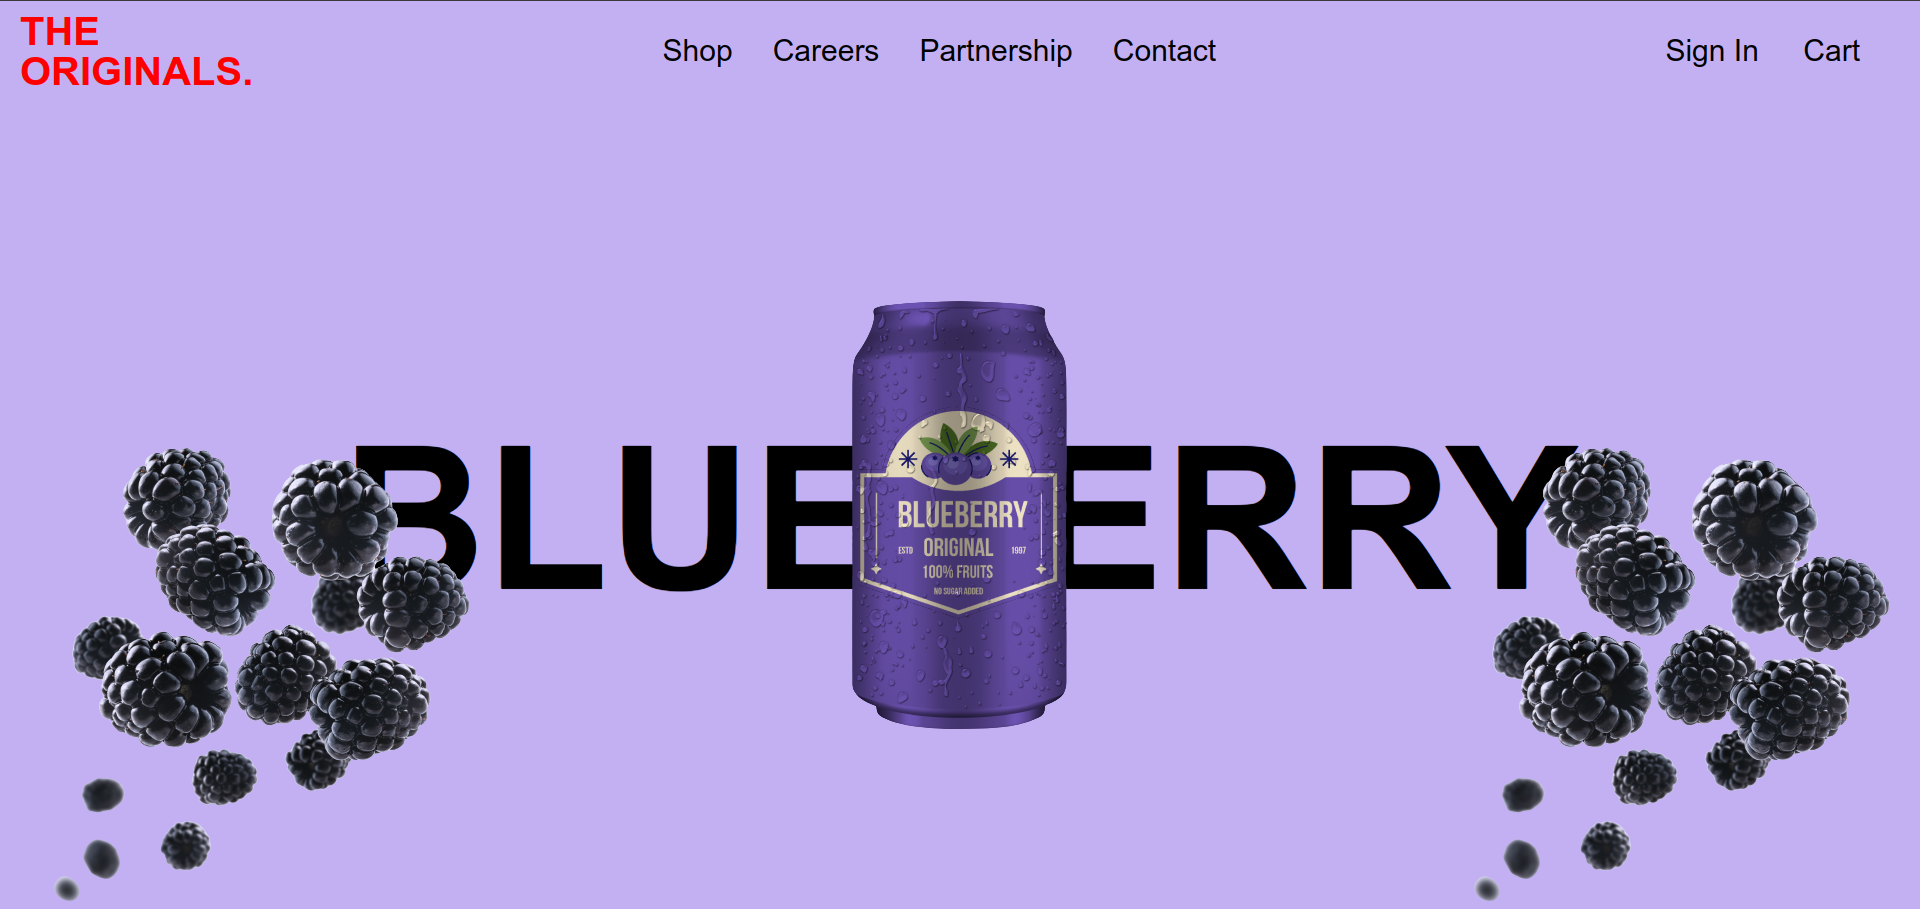 THE
ORIGINALS.
Shop Careers Partnership Contact
Sign In Cart
BLUE ERRY
BLUEBERRY
ESTD ORIGINAL 1997
100% FRUITS
NO SUGAR ADDED